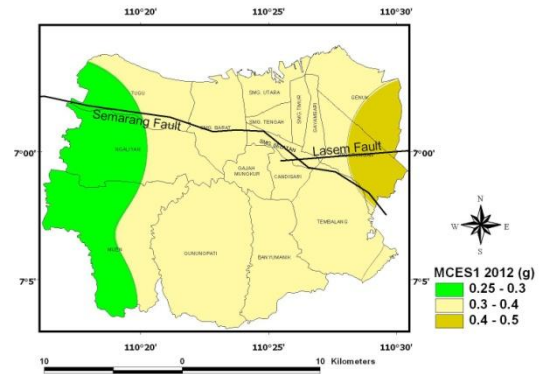 110°20' 110°25' 110°30'
TUGU
SMG. UTARA
GENUK
Semarang Fault
SMG. BARAT
SMG. TENGAH
SMG. TIMUR
GAYAMSARI
7°00'
NGALIYAN
SMG. SELATAN
Lasem Fault
7°00'
GAJAH
MUNGKUR
CANDISARI
TEMBALANG
MIJEN
GUNUNGPATI
BANYUMANIK
7°5'
7°5'
N
W E
S
MCES1 2012 (g)
0.25 - 0.3
0.3 - 0.4
0.4 - 0.5
110°20' 110°25' 110°30'
10 0 10 Kilometers